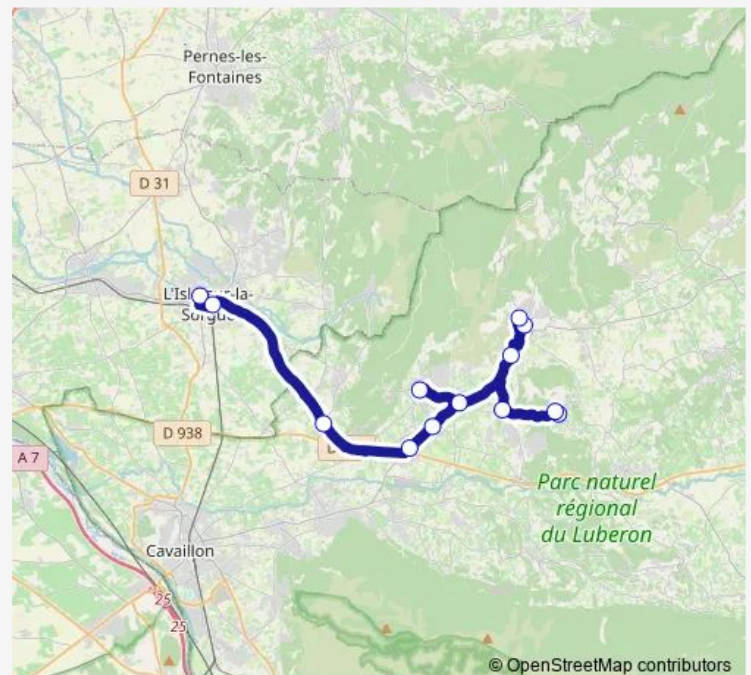 Pernes-les-
Fontaines
D 31
L'Isle-sur-la-
Sorgue
D 938
A 7
Parc naturel
régional
du Luberon
Cavaillon
25
25
© OpenStreetMap contributors